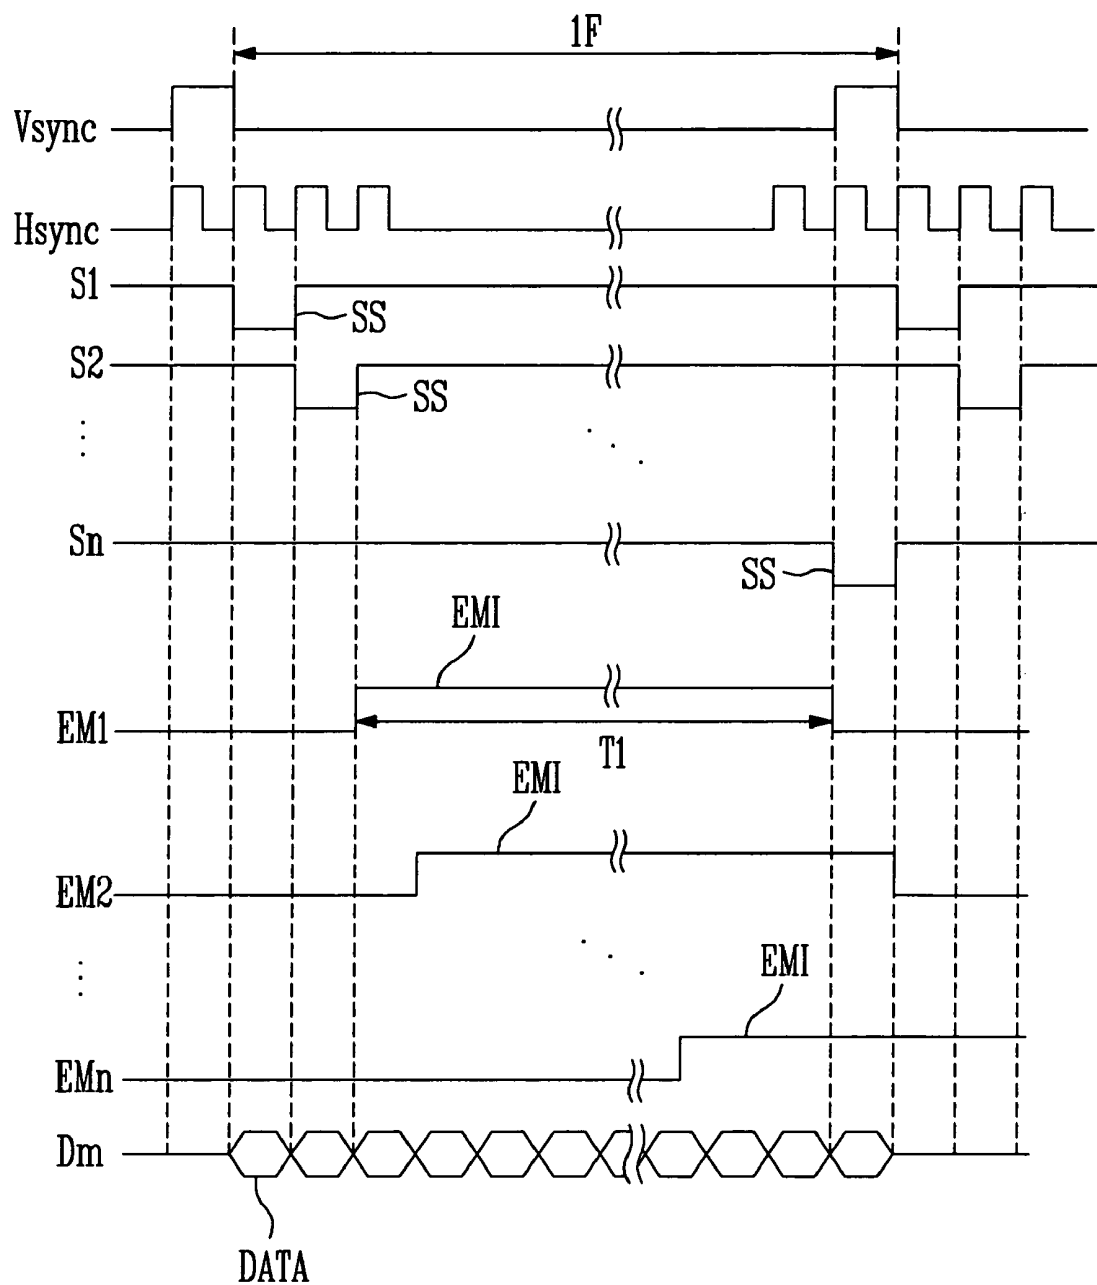 1F
Vsync
Hsync
S1
SS
S2
SS
Sn
SS
EMI
EM1
T1
EMI
EM2
EMI
EMn
Dm
DATA